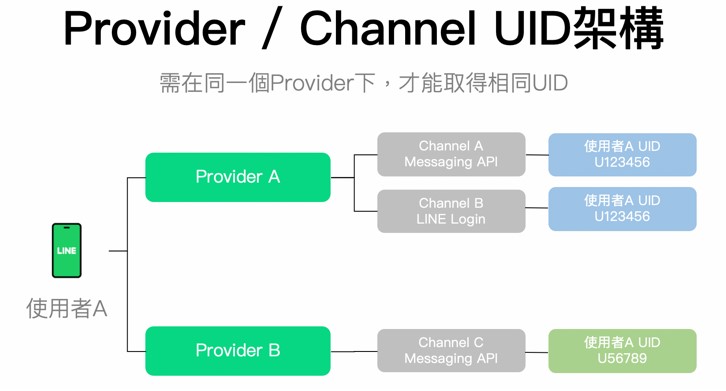 Provider / Channel UID架構
需在同一個Provider下，才能取得相同UID
Provider A
Channel A
Messaging API
使用者A UID
U123456
Channel B
LINE Login
使用者A UID
U123456
LINE
使用者A
Provider B
Channel C
Messaging API
使用者A UID
U56789